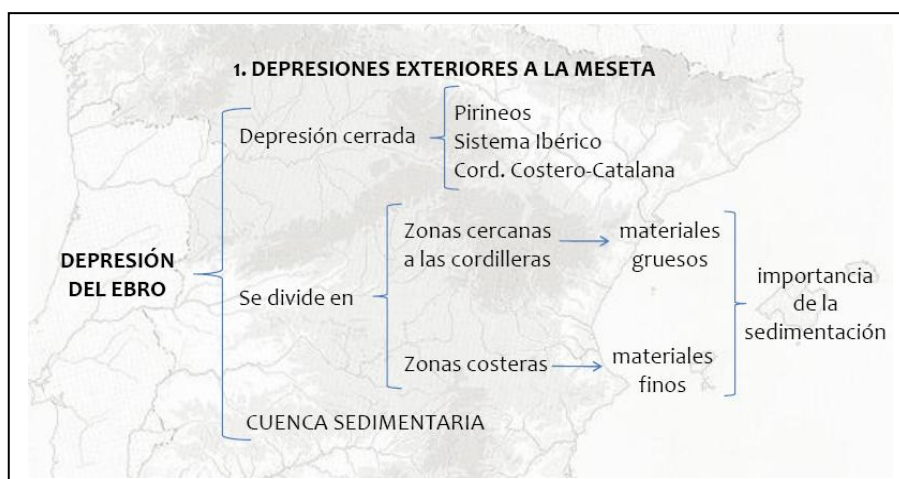 1. DEPRESIONES EXTERIORES A LA MESETA
DEPRESIÓN
DEL EBRO
Depresión cerrada
Pirineos
Sistema Ibérico
Cord. Costero-Catalana
Se divide en
Zonas cercanas
a las cordilleras
materiales
gruesos
Zonas costeras
materiales
finos
importancia
de la
sedimentación
CUENCA SEDIMENTARIA